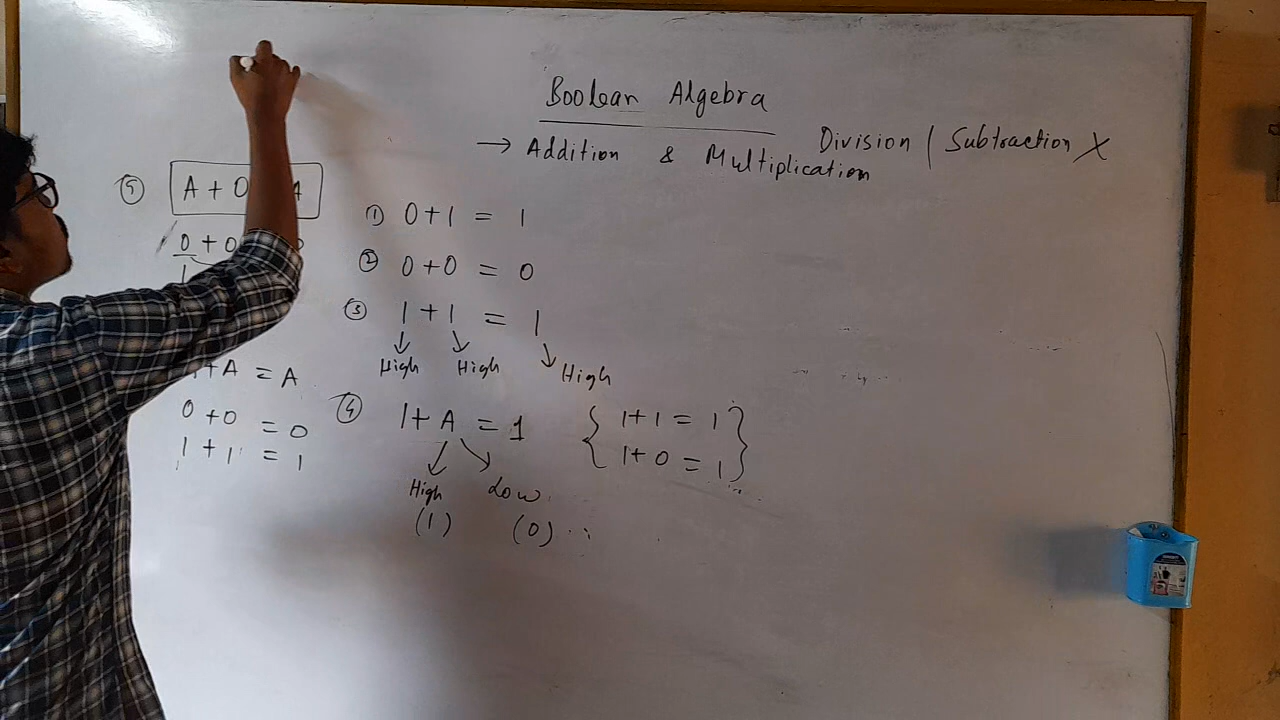 Boolean Algebra
→ Addition & Multiplication
Division / Subtraction X
① 0+1 = 1
② 0+0 = 0
③ 1+1 = 1
High High High
④ 1+A = 1
High Low
(1) (0)
{ 1+1 = 1
1+0 = 1 }
⑤ A+0
0+0
+A = A
0+0 = 0
1+1 = 1